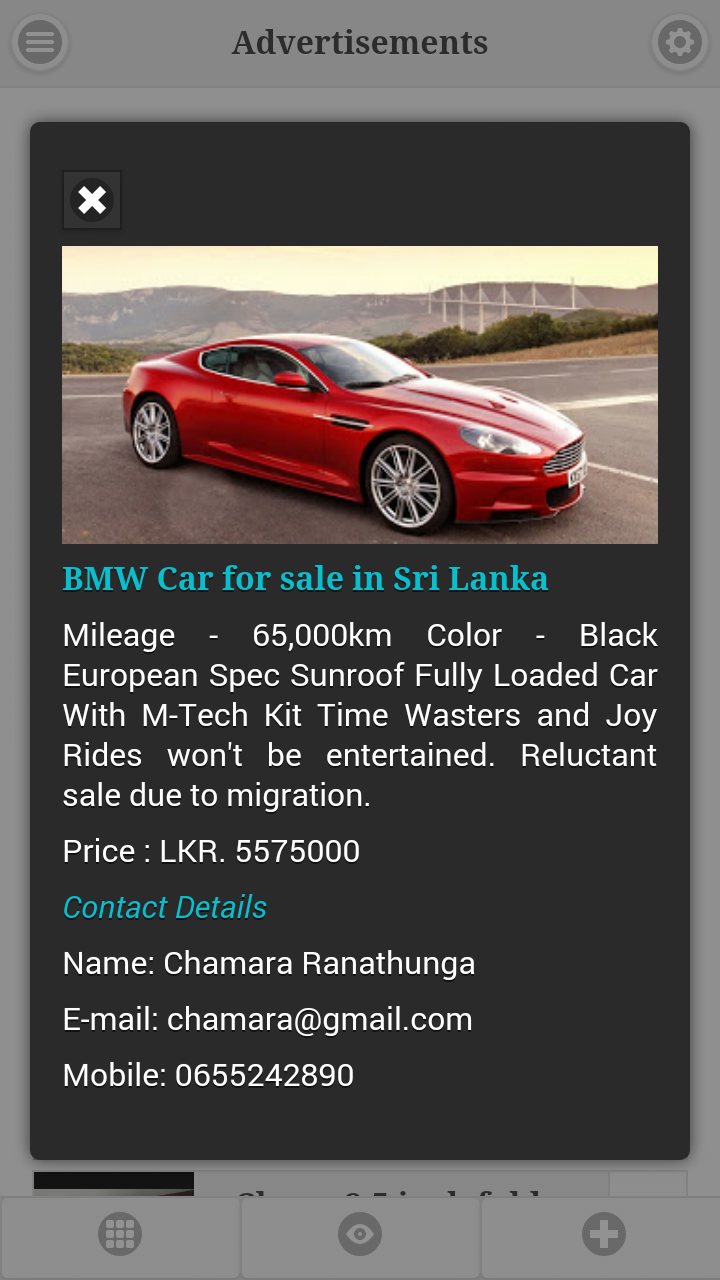 Advertisements
BMW Car for sale in Sri Lanka
Mileage - 65,000km Color - Black
European Spec Sunroof Fully Loaded Car
With M-Tech Kit Time Wasters and Joy
Rides won't be entertained. Reluctant
sale due to migration.
Price : LKR. 5575000
Contact Details
Name: Chamara Ranathunga
E-mail: chamara@gmail.com
Mobile: 0655242890